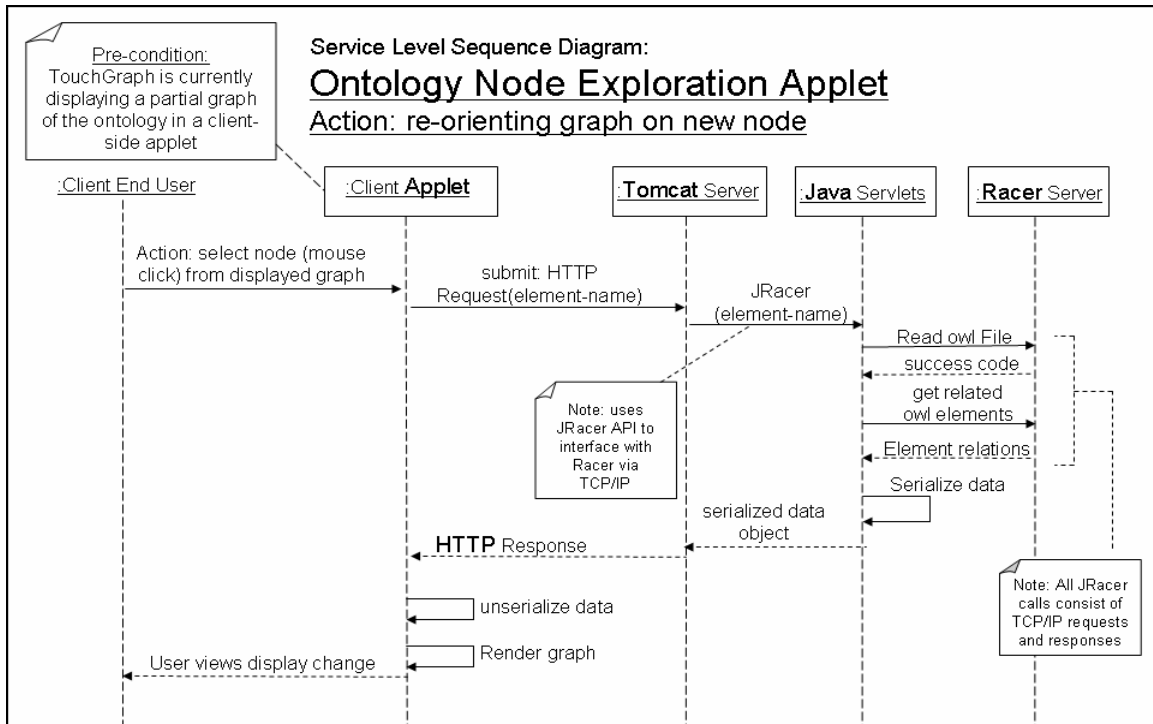 Pre-condition:
TouchGraph is currently
displaying a partial graph
of the ontology in a client-
side applet
Service Level Sequence Diagram:
Ontology Node Exploration Applet
Action: re-orienting graph on new node
:Client End User
:Client Applet
:Tomcat Server
:Java Servlets
:Racer Server
Action: select node (mouse
click) from displayed graph
submit: HTTP
Request(element-name)
JRacer
(element-name)
Read owl File
success code
get related
owl elements
Element relations
Note: uses
JRacer API to
interface with
Racer via
TCP/IP
Serialize data
serialized data
object
HTTP Response
Note: All JRacer
calls consist of
TCP/IP requests
and responses
unserialize data
Render graph
User views display change